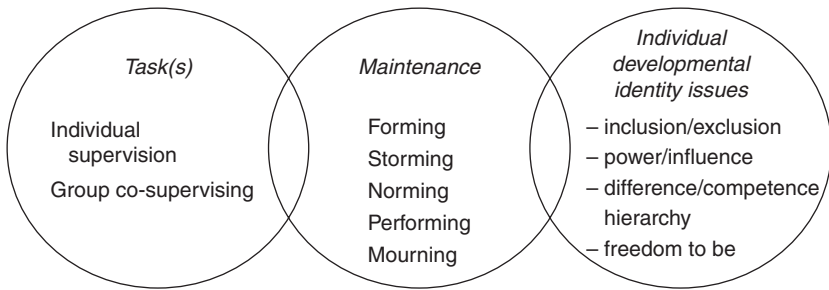 Task(s)
Individual
supervision
Group co-supervising
Maintenance
Forming
Storming
Norming
Performing
Mourning
Individual
developmental
identity issues
– inclusion/exclusion
– power/influence
– difference/competence
hierarchy
– freedom to be